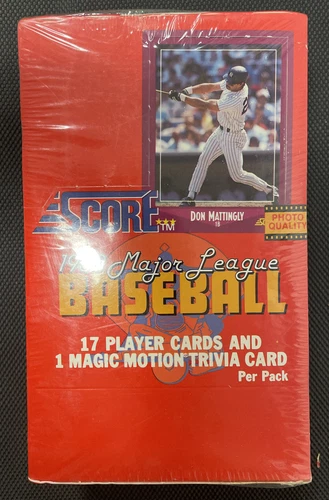 DON MATTINGLY
1B
SCORE
TM
PHOTO
QUALITY
Major League
BASEBALL
17 PLAYER CARDS AND
1 MAGIC MOTION TRIVIA CARD
Per Pack